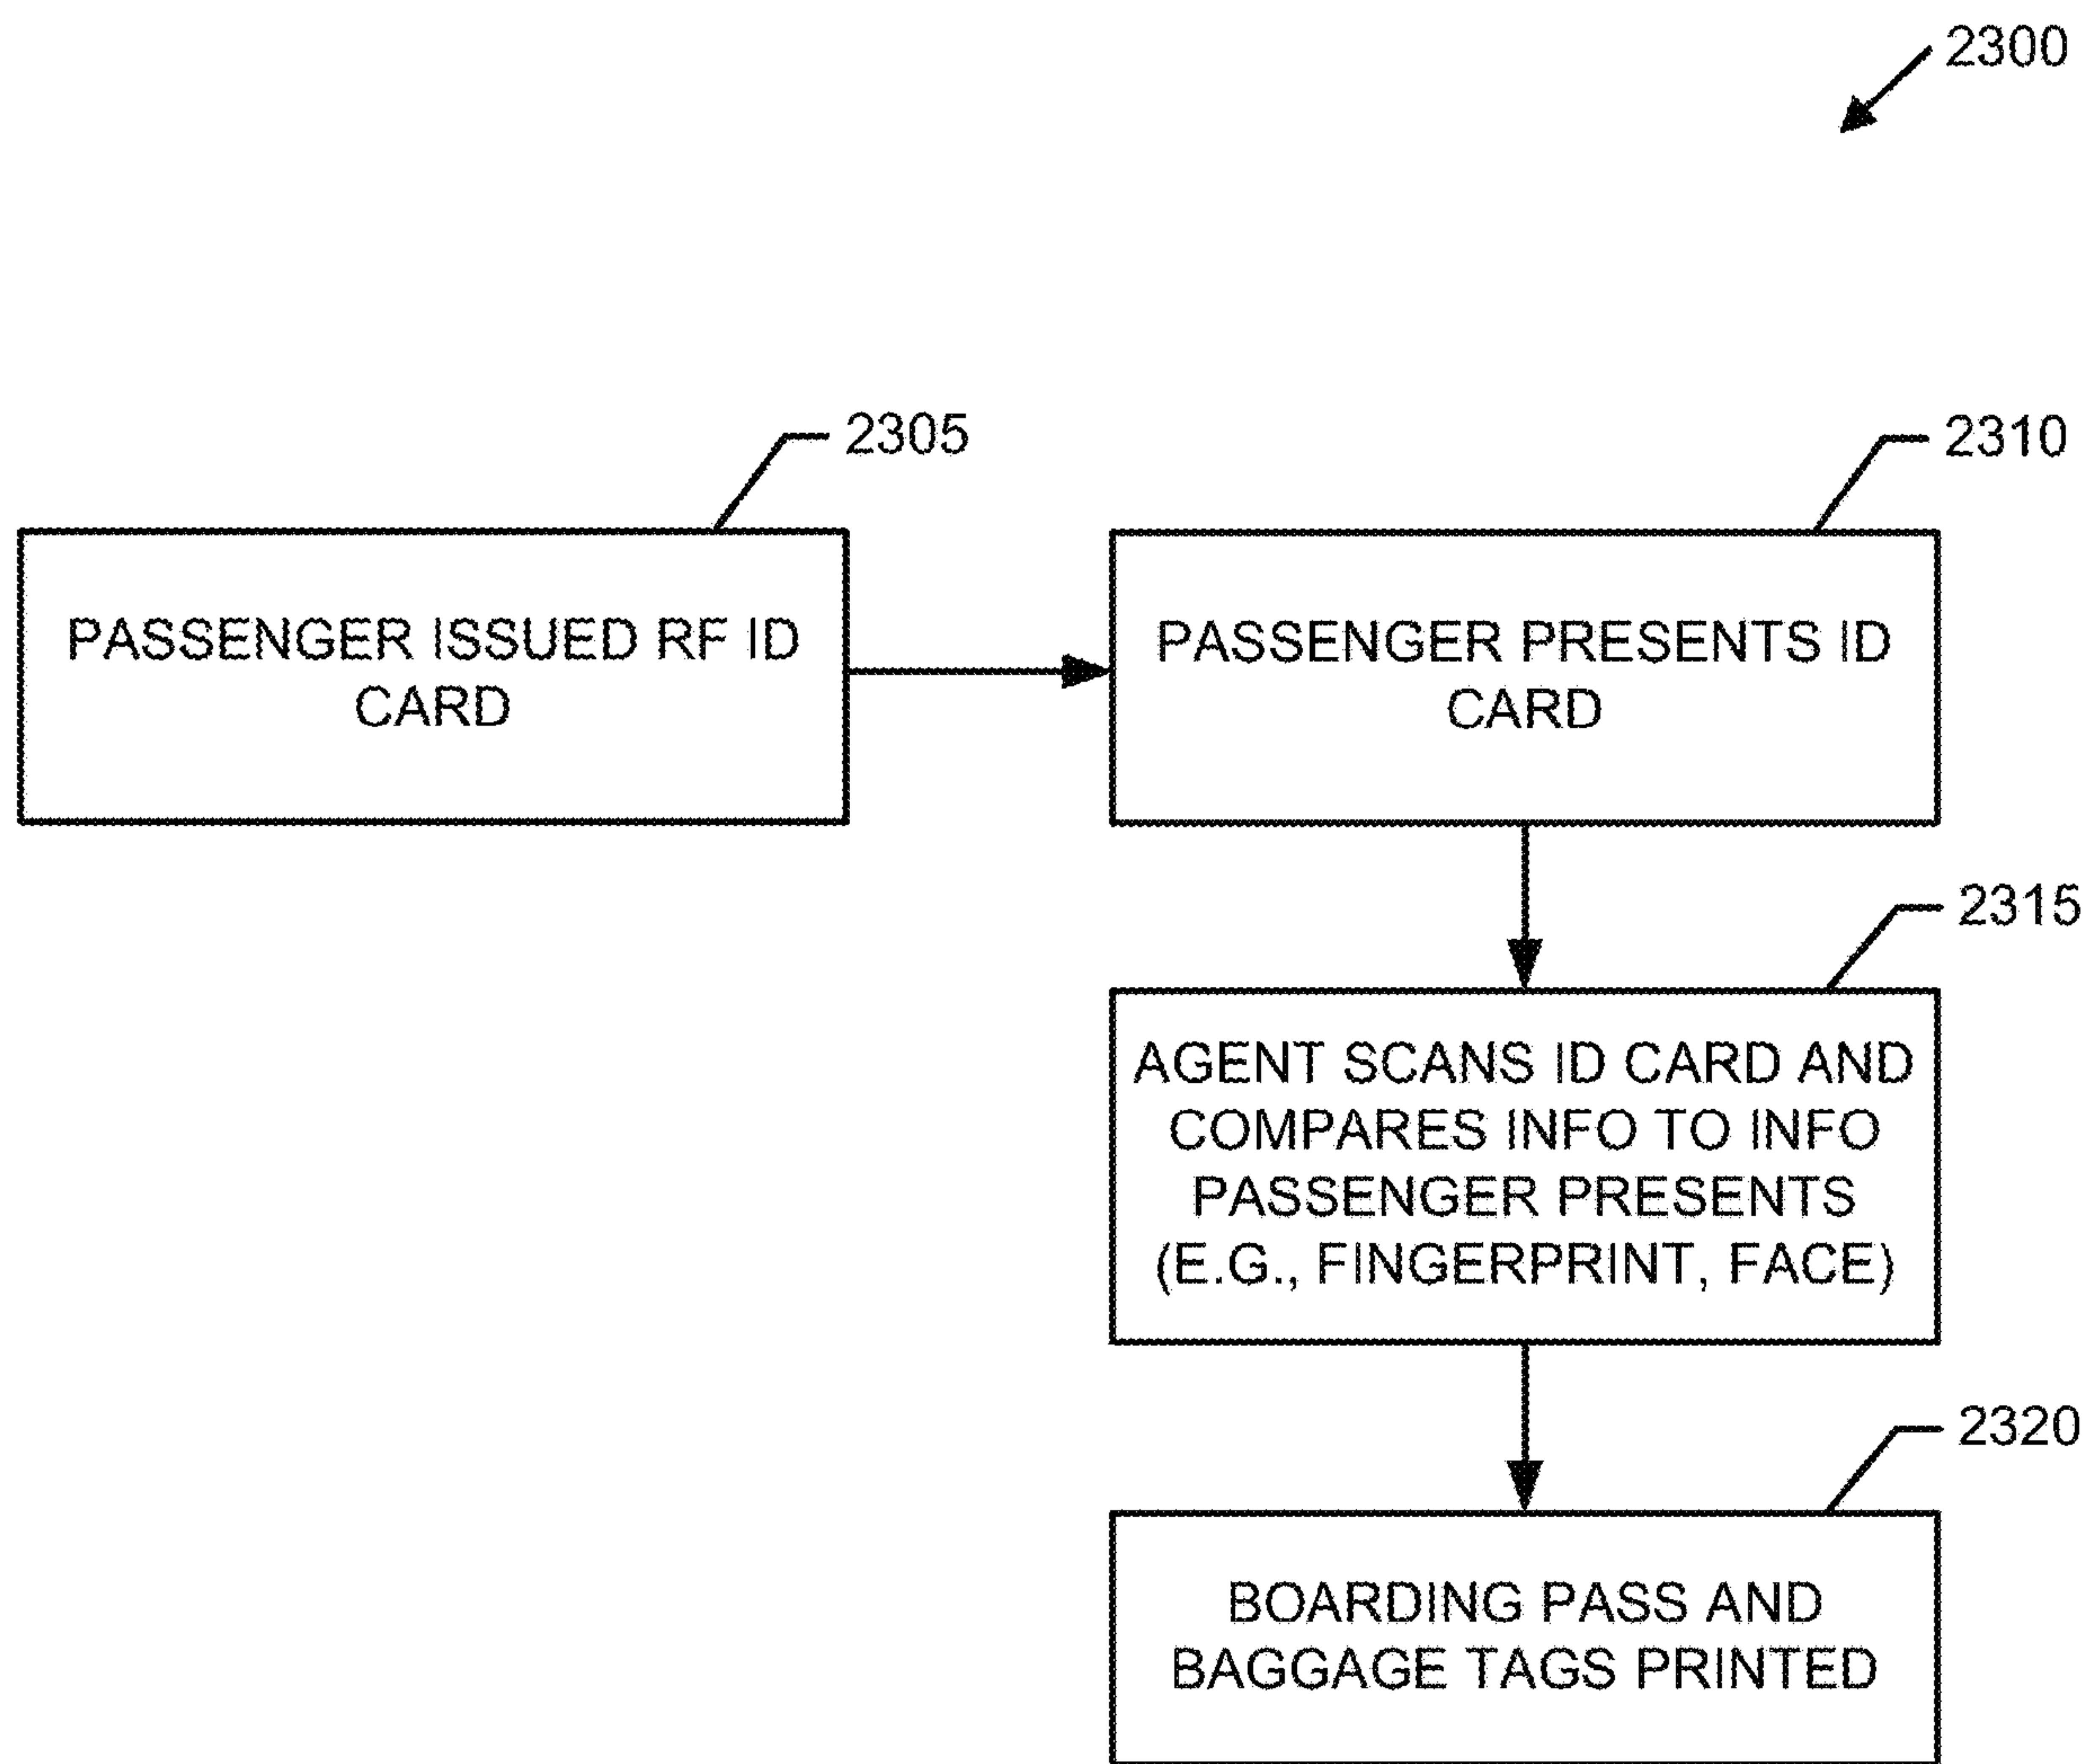 2300
2305
PASSENGER ISSUED RF ID
CARD
2310
PASSENGER PRESENTS ID
CARD
2315
AGENT SCANS ID CARD AND
COMPARES INFO TO INFO
PASSENGER PRESENTS
(E.G., FINGERPRINT, FACE)
2320
BOARDING PASS AND
BAGGAGE TAGS PRINTED